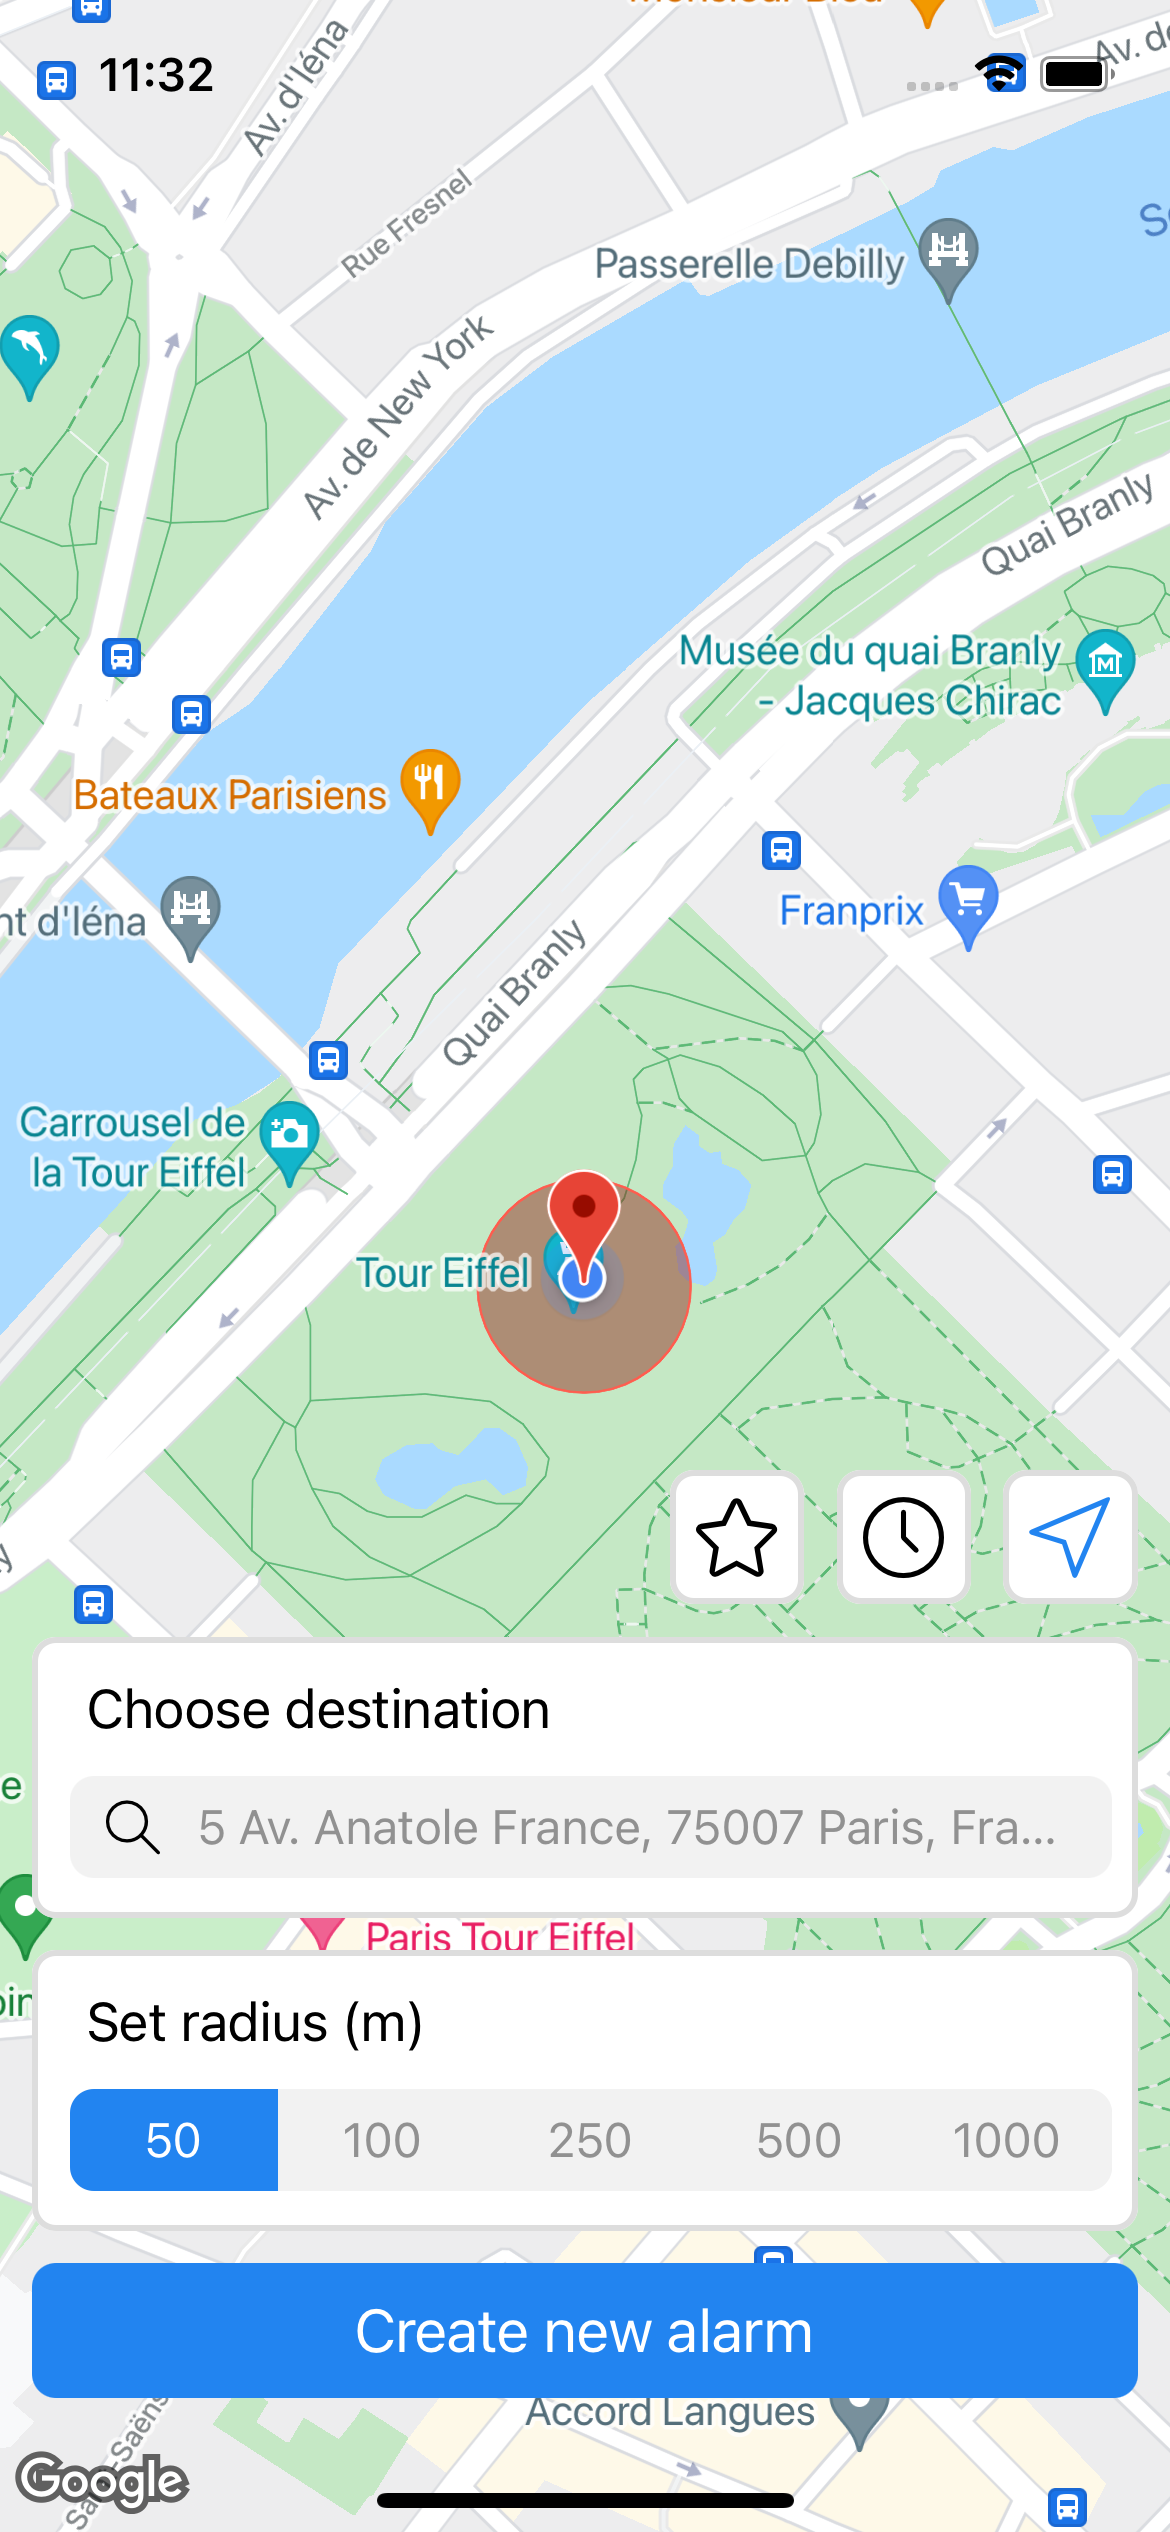 Monsieur Bleu
11:32
Av. d'Iéna
Av. de
Rue Fresnel
Passerelle Debilly
Av. de New York
Quai Branly
Musée du quai Branly
- Jacques Chirac
Bateaux Parisiens
Franprix
nt d'Iéna
Quai Branly
Carrousel de
la Tour Eiffel
Tour Eiffel
Choose destination
5 Av. Anatole France, 75007 Paris, Fra...
Paris Tour Eiffel
Set radius (m)
50 100 250 500 1000
Create new alarm
Accord Langues
Google